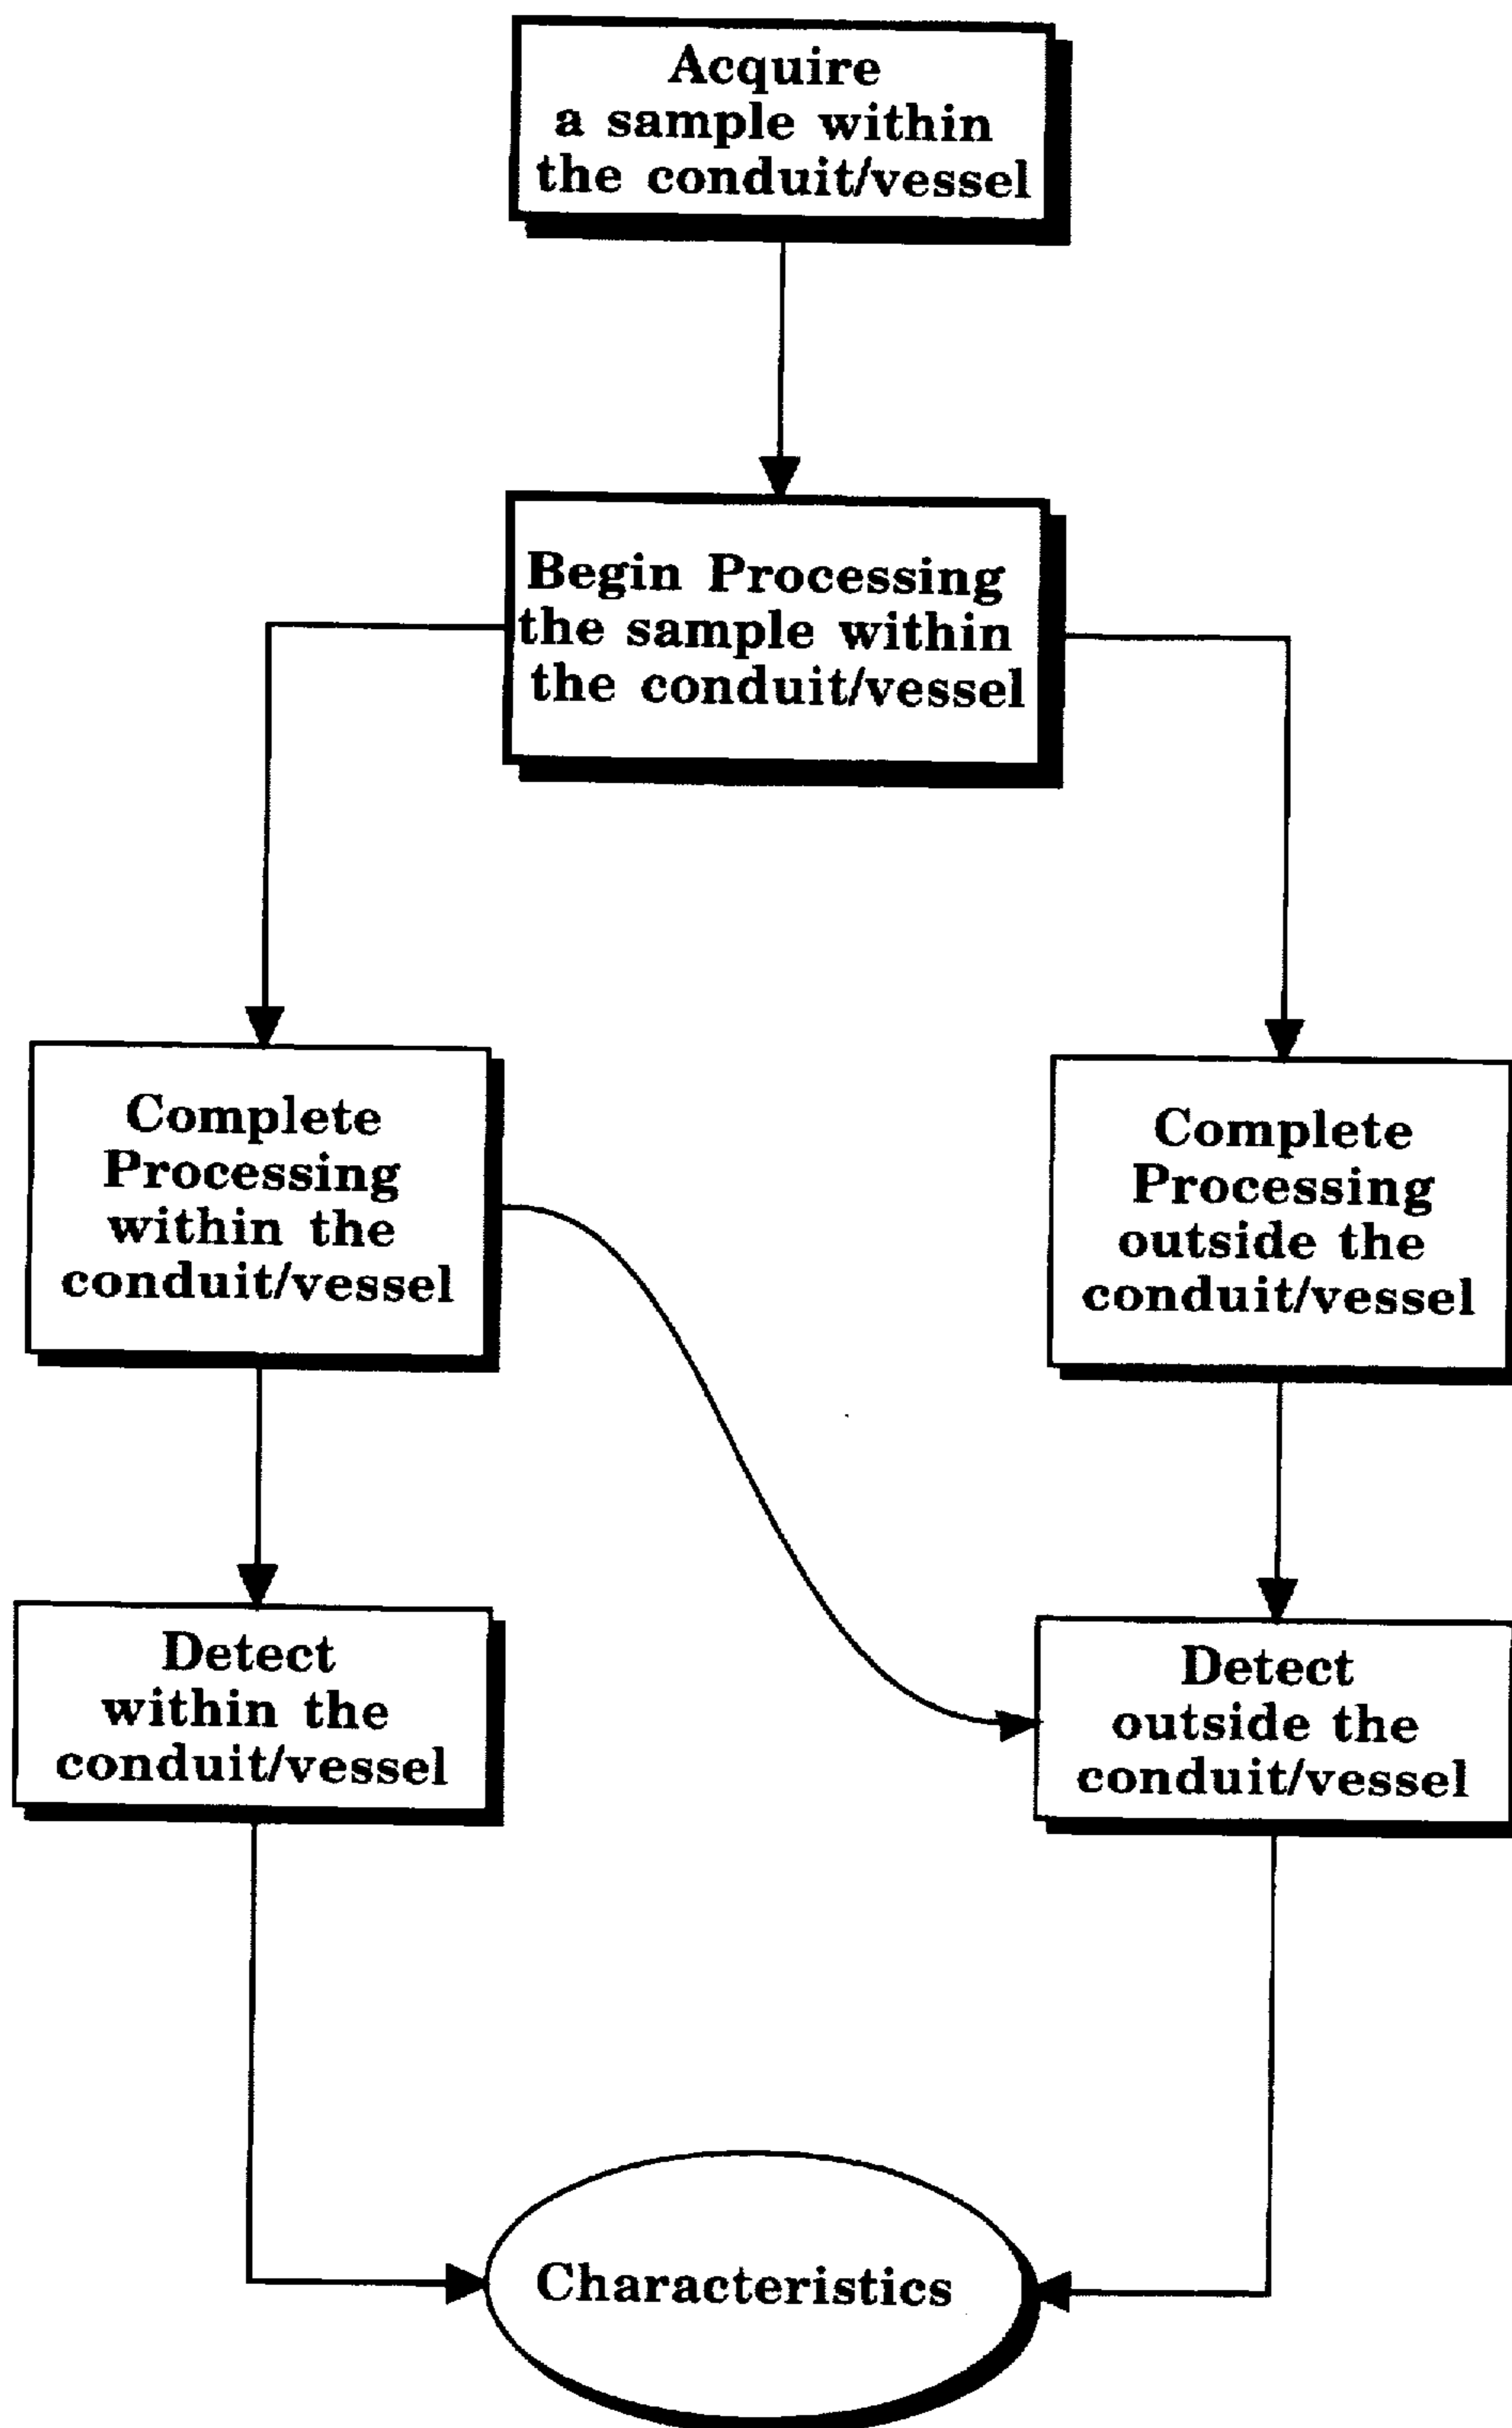 Acquire
a sample within
the conduit/vessel
Begin Processing
the sample within
the conduit/vessel
Complete
Processing
within the
conduit/vessel
Complete
Processing
outside the
conduit/vessel
Detect
within the
conduit/vessel
Detect
outside the
conduit/vessel
Characteristics